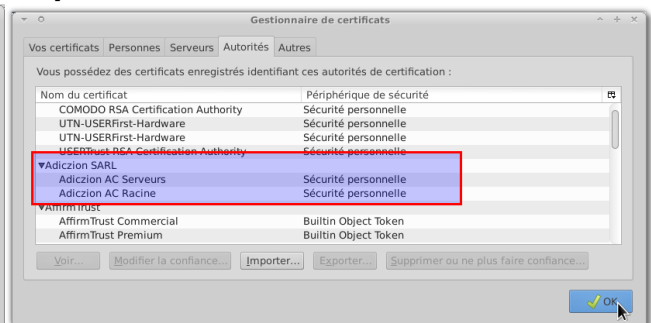 Gestionnaire de certificats
Vos certificats Personnes Serveurs Autorités Autres
Vous possédez des certificats enregistrés identifiant ces autorités de certification :
Nom du certificat Périphérique de sécurité
COMODO RSA Certification Authority Sécurité personnelle
UTN-USERFirst-Hardware Sécurité personnelle
UTN-USERFirst-Hardware Sécurité personnelle
USERTrust RSA Certification Authority Sécurité personnelle
Adiczion SARL
Adiczion AC Serveurs Sécurité personnelle
Adiczion AC Racine Sécurité personnelle
AffirmTrust
AffirmTrust Commercial Builtin Object Token
AffirmTrust Premium Builtin Object Token
Voir... Modifier la confiance... Importer... Exporter... Supprimer ou ne plus faire confiance...
OK